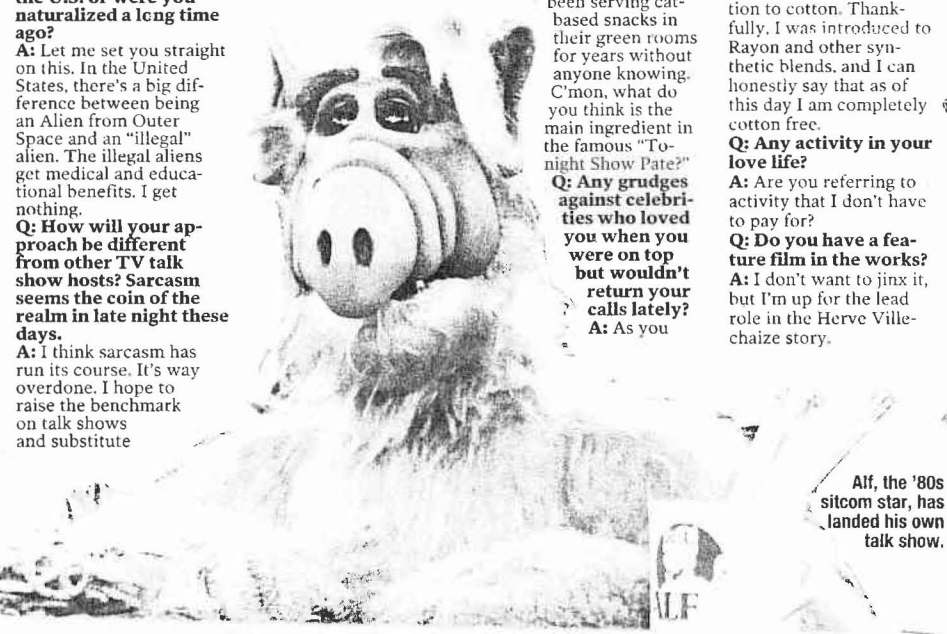 the U.S. or were you
naturalized a long time
ago?
A: Let me set you straight
on this. In the United
States, there's a big dif-
ference between being
an Alien from Outer
Space and an "illegal"
alien. The illegal aliens
get medical and educa-
tional benefits. I get
nothing.
Q: How will your ap-
proach be different
from other TV talk
show hosts? Sarcasm
seems the coin of the
realm in late night these
days.
A: I think sarcasm has
run its course. It's way
overdone. I hope to
raise the benchmark
on talk shows
and substitute
been serving cat-
based snacks in
their green rooms
for years without
anyone knowing.
C'mon, what do
you think is the
main ingredient in
the famous "To-
night Show Pate?"
Q: Any grudges
against celebri-
ties who loved
you when you
were on top
but wouldn't
return your
calls lately?
A: As you
tion to cotton. Thank-
fully, I was introduced to
Rayon and other syn-
thetic blends, and I can
honestly say that as of
this day I am completely
cotton free.
Q: Any activity in your
love life?
A: Are you referring to
activity that I don't have
to pay for?
Q: Do you have a fea-
ture film in the works?
A: I don't want to jinx it,
but I'm up for the lead
role in the Herve Ville-
chaize story.
Alf, the '80s
sitcom star, has
landed his own
talk show.
ALF